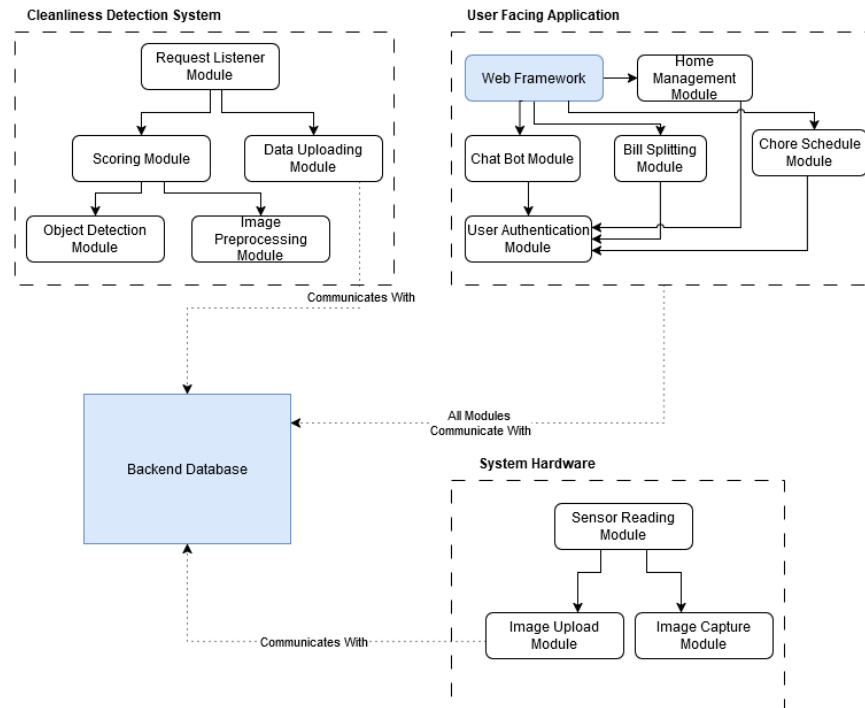 Cleanliness Detection System
Request Listener
Module
Scoring Module
Data Uploading
Module
Object Detection
Module
Image
Preprocessing
Module
Communicates With
User Facing Application
Web Framework
Home
Management
Module
Chat Bot Module
Bill Splitting
Module
Chore Schedule
Module
User Authentication
Module
All Modules
Communicate With
Backend Database
System Hardware
Sensor Reading
Module
Image Upload
Module
Image Capture
Module
Communicates With